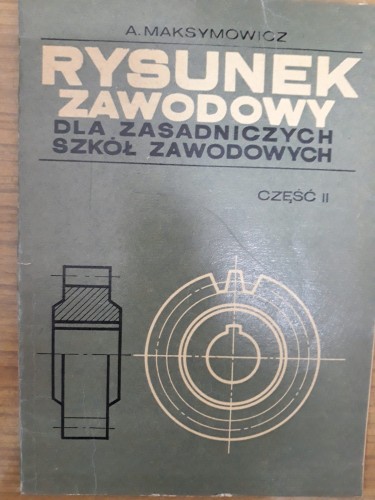 A. MAKSYMOWICZ
RYSUNEK
ZAWODOWY
DLA ZASADNICZYCH
SZKÓŁ ZAWODOWYCH
CZĘŚĆ II